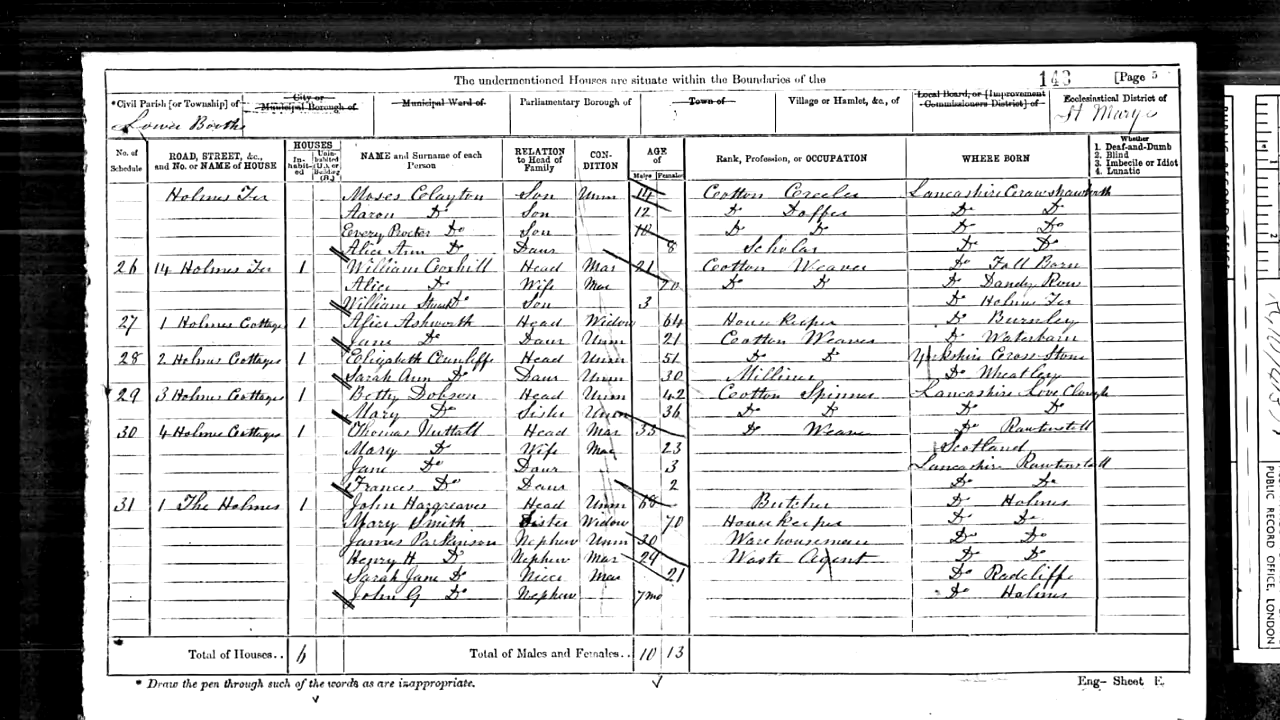 The undermentioned Houses are situate within the Boundaries of the 143 [Page 5
*Civil Parish [or Township] of City or Municipal Borough of Municipal Ward of Parliamentary Borough of Town of Village or Hamlet, &c., of Local Board, or [Improvement Commissioners District] of Ecclesiastical District of
Lower Booths St Marys
No. of Schedule ROAD, STREET, &c., and No. or NAME of HOUSE HOUSES In-habit-ed Unin-habited (U.), or Building (B.) NAME and Surname of each Person RELATION to Head of Family CON-DITION AGE of Males Females Rank, Profession, or OCCUPATION WHERE BORN Whether 1. Deaf-and-Dumb 2. Blind 3. Imbecile or Idiot 4. Lunatic
Holmes Ter Moses Clayton Son Unm 14 Cotton Lancashire Crawshawbooth
Aaron Do Son 12 Do Doffer Do Do
Every Procter Do Son 10 Do Do Do Do
Alice Ann Do Daur 8 Scholar Do Do
26 14 Holmes Ter 1 William Head Mar 21 Cotton Weaver Do Fall Barn
Alice Do Wife Mar 20 Do Do Do Dandy Row
William Do Son 3 Do Holmes Ter
27 1 Holmes Cottages 1 Alice Ashworth Head Widow 64 Housekeeper Do Burnley
Jane Do Daur Unm 21 Cotton Weaver Do Waterbarn
28 2 Holmes Cottages 1 Elizabeth Cunliffe Head Unm 51 Do Do Yorkshire Cross Stone
Sarah Ann Do Daur Unm 30 Milliner Do Wheatley
29 3 Holmes Cottages 1 Betty Dobson Head Unm 42 Cotton Spinner Lancashire Love Clough
Mary Do Sister Unm 36 Do Do Do Do
30 4 Holmes Cottages 1 Thomas Nuttall Head Mar 33 Do Weaver Do Rawtenstall
Mary Do Wife Mar 23 Scotland
Jane Do Daur 3 Lancashire Rawtenstall
Frances Do Daur 2 Do Do
31 1 The Holmes 1 John Hargreaves Head Unm 68 Butcher Do Holmes
Mary Smith Sister Widow 70 Housekeeper Do Do
James Parkinson Nephew Unm 30 Warehouseman Do Do
Henry H Do Nephew Mar 29 Waste Agent Do Do
Sarah Jane Do Niece Mar 21 Do Radcliffe
John G Do Nephew 7mo Do Holmes
Total of Houses.. 6 Total of Males and Females.. 10 13
* Draw the pen through such of the words as are inappropriate. Eng- Sheet E.
PUBLIC RECORD OFFICE, LONDON